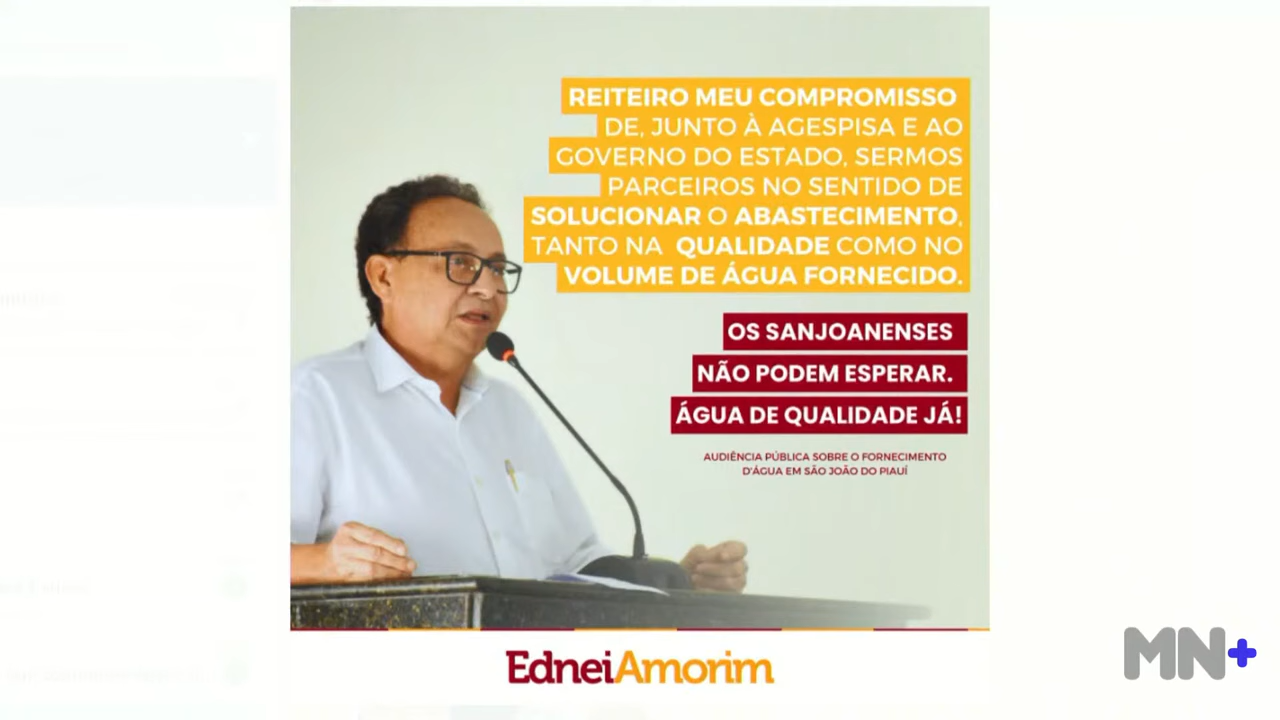 REITEIRO MEU COMPROMISSO
DE, JUNTO À AGESPISA E AO
GOVERNO DO ESTADO, SERMOS
PARCEIROS NO SENTIDO DE
SOLUCIONAR O ABASTECIMENTO,
TANTO NA QUALIDADE COMO NO
VOLUME DE ÁGUA FORNECIDO.
OS SANJOANENSES
NÃO PODEM ESPERAR.
ÁGUA DE QUALIDADE JÁ!
AUDIÊNCIA PÚBLICA SOBRE O FORNECIMENTO
D'ÁGUA EM SÃO JOÃO DO PIAUÍ
EdneiAmorim
MN+